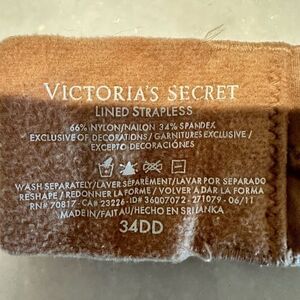 VICTORIA'S SECRET
LINED STRAPLESS
66% NYLON/NAILON 34% SPANDEX
EXCLUSIVE OF DECORATIONS / GARNITURES EXCLUSIVE /
EXCEPTO DECORACIÓNES
WASH SEPARATELY/LAVER SÉPARÉMENT/LAVAR POR SEPARADO
RESHAPE / REDONNER LA FORME / VOLVER A DAR LA FORMA
RN# 70817 - CA# 23226 - ID# 36007072 - 271079 - 06/11
MADE IN/FAIT AU/HECHO EN SRI LANKA
34DD